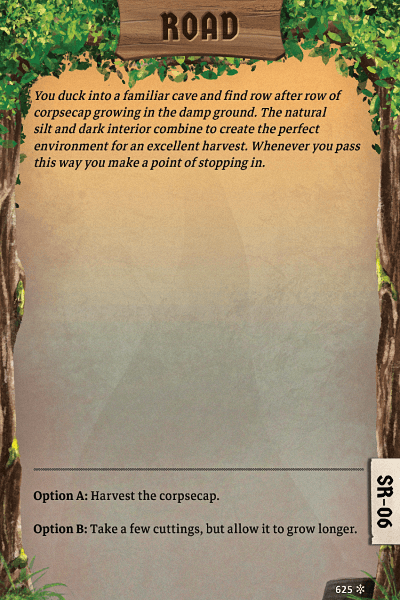 ROAD
You duck into a familiar cave and find row after row of
corpsecap growing in the damp ground. The natural
silt and dark interior combine to create the perfect
environment for an excellent harvest. Whenever you pass
this way you make a point of stopping in.
Option A: Harvest the corpsecap.
Option B: Take a few cuttings, but allow it to grow longer.
SR-06
625